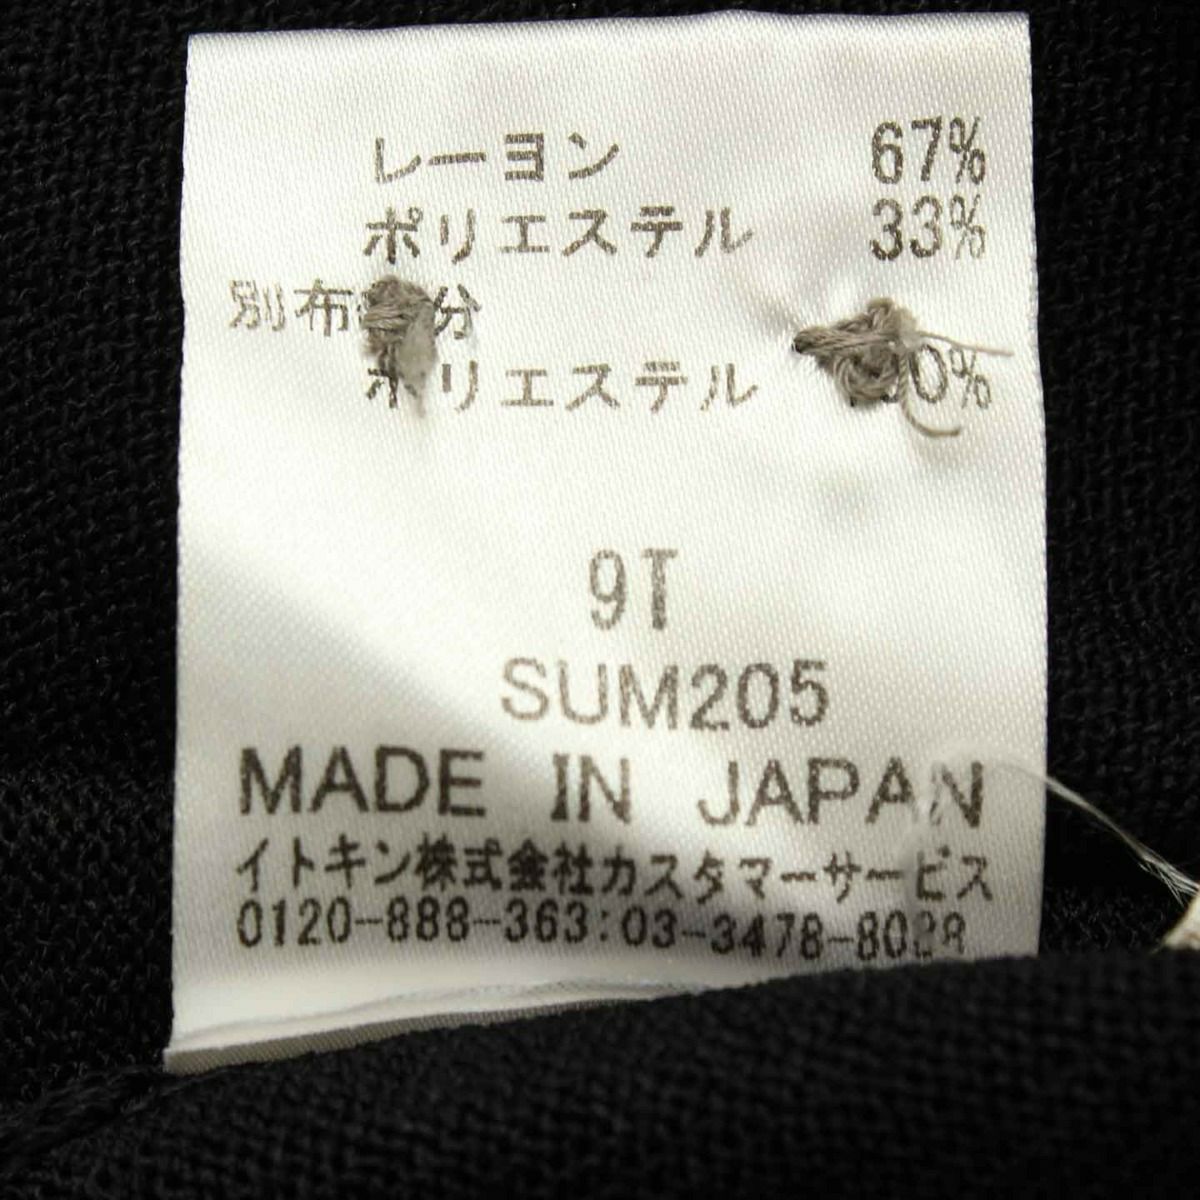 レーヨン 67%
ポリエステル 33%
別布部分
ポリエステル
9T
SUM205
MADE IN JAPAN
イトキン株式会社カスタマーサービス
0120-888-363:03-3478-8088